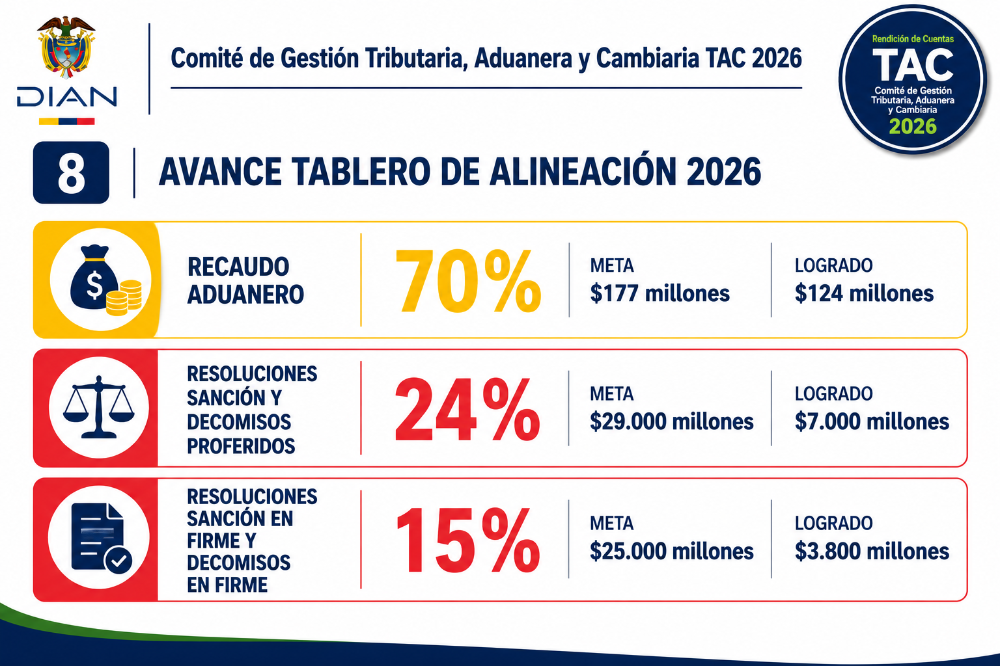 DIAN
Comité de Gestión Tributaria, Aduanera y Cambiaria TAC 2026
Rendición de Cuentas
TAC
Comité de Gestión
Tributaria, Aduanera
y Cambiaria
2026
8
AVANCE TABLERO DE ALINEACIÓN 2026
$
RECAUDO
ADUANERO
70%
META
$177 millones
LOGRADO
$124 millones
RESOLUCIONES
SANCIÓN Y
DECOMISOS
PROFERIDOS
24%
META
$29.000 millones
LOGRADO
$7.000 millones
RESOLUCIONES
SANCIÓN EN
FIRME Y
DECOMISOS
EN FIRME
15%
META
$25.000 millones
LOGRADO
$3.800 millones